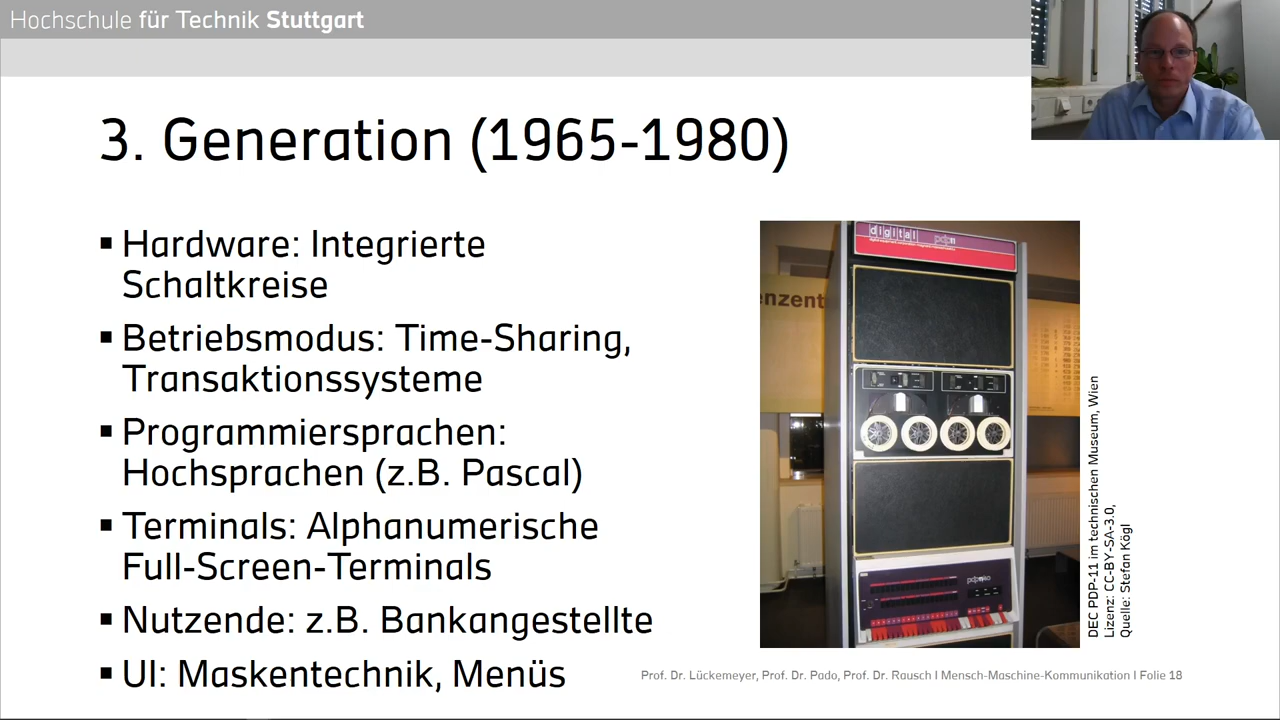 Hochschule für Technik Stuttgart
3. Generation (1965-1980)
▪ Hardware: Integrierte
Schaltkreise
▪ Betriebsmodus: Time-Sharing,
Transaktionssysteme
▪ Programmiersprachen:
Hochsprachen (z.B. Pascal)
▪ Terminals: Alphanumerische
Full-Screen-Terminals
▪ Nutzende: z.B. Bankangestellte
▪ UI: Maskentechnik, Menüs
digital pdp11
enzent
DEC PDP-11 im technischen Museum, Wien
Lizenz: CC-BY-SA-3.0,
Quelle: Stefan Kögl
Prof. Dr. Lückemeyer, Prof. Dr. Pado, Prof. Dr. Rausch I Mensch-Maschine-Kommunikation I Folie 18